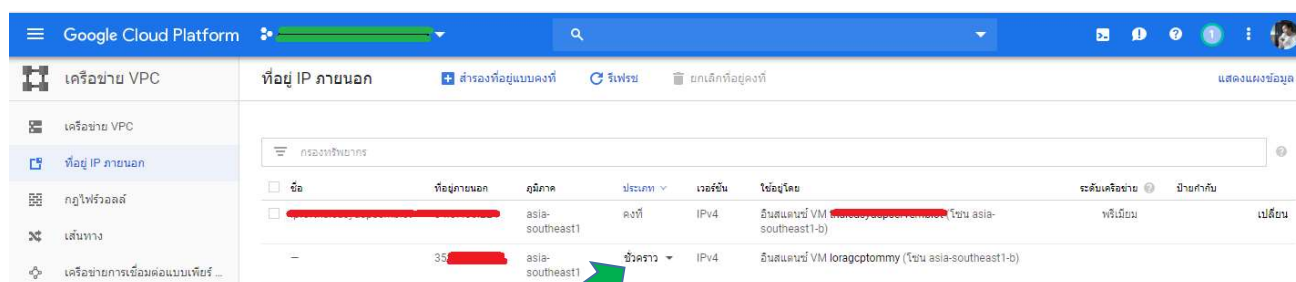 Google Cloud Platform
1
เครือข่าย VPC
ที่อยู่ IP ภายนอก
สำรองที่อยู่แบบคงที่
รีเฟรช
ยกเลิกที่อยู่คงที่
แสดงแผงข้อมูล
เครือข่าย VPC
ที่อยู่ IP ภายนอก
กฎไฟร์วอลล์
เส้นทาง
เครือข่ายการเชื่อมต่อแบบเพียร์ ...
กรองทรัพยากร
ชื่อ ที่อยู่ภายนอก ภูมิภาค ประเภท เวอร์ชัน ใช้อยู่โดย ระดับเครือข่าย ป้ายกำกับ
asia- คงที่ IPv4 อินสแตนซ์ VM (โซน asia- พรีเมียม เปลี่ยน
southeast1 southeast1-b)
– 35 asia- ชั่วคราว IPv4 อินสแตนซ์ VM loragcptommy (โซน asia-southeast1-b)
southeast1